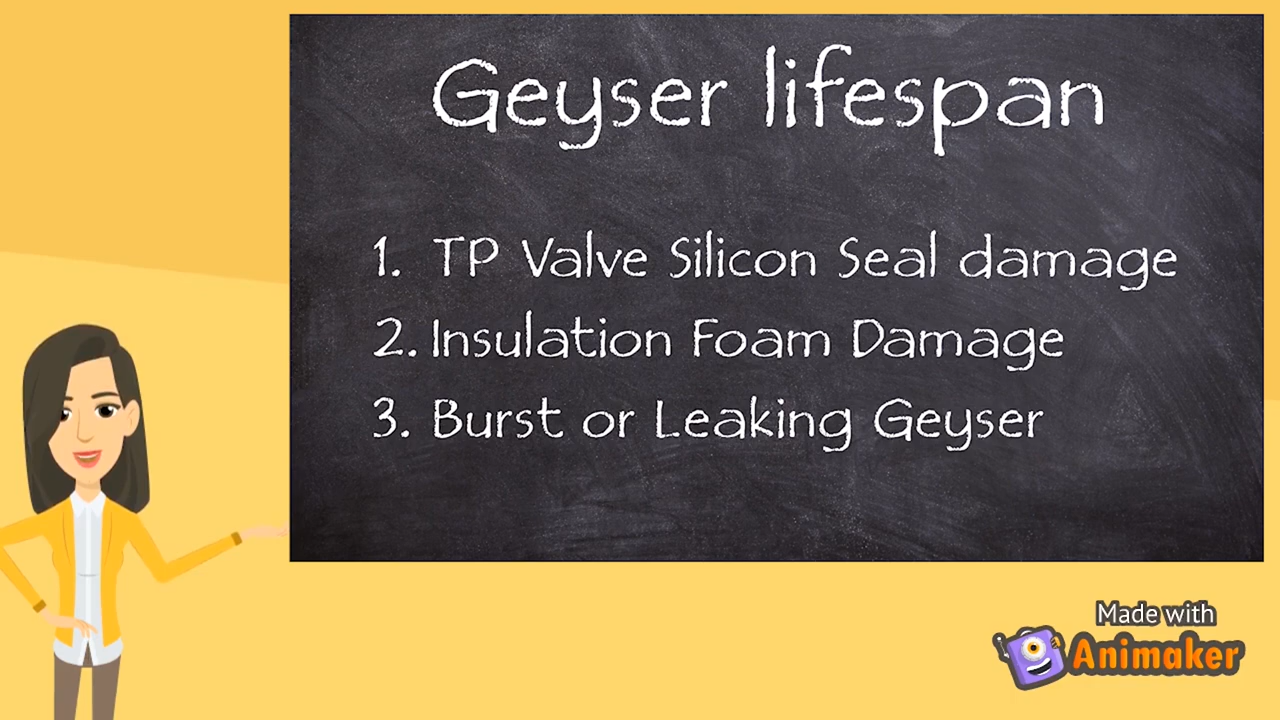 Geyser lifespan
1. TP Valve Silicon Seal damage
2. Insulation Foam Damage
3. Burst or Leaking Geyser
Made with
Animaker